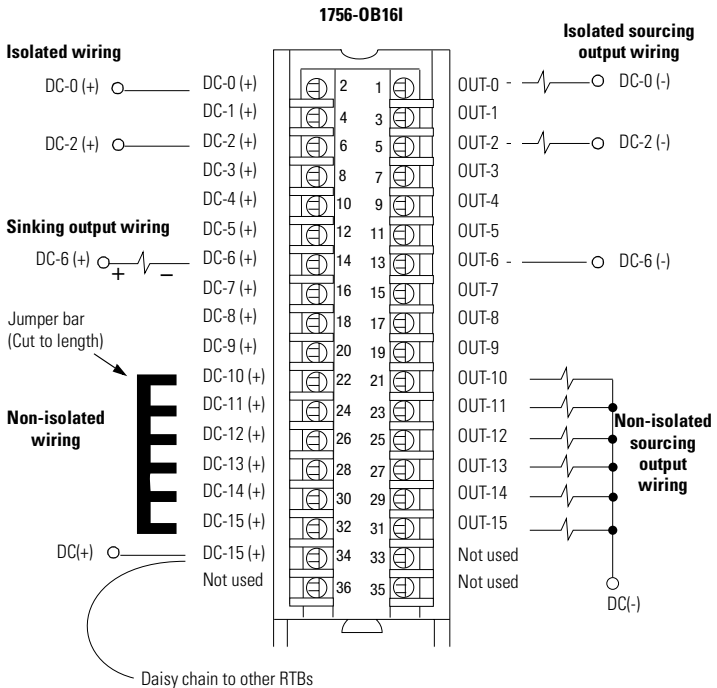 1756-OB16I
Isolated wiring
Isolated sourcing
output wiring
DC-0 (+) DC-0 (+) 2 1 OUT-0 DC-0 (-)
DC-1 (+) 4 3 OUT-1
DC-2 (+) DC-2 (+) 6 5 OUT-2 DC-2 (-)
DC-3 (+) 8 7 OUT-3
DC-4 (+) 10 9 OUT-4
Sinking output wiring
DC-5 (+) 12 11 OUT-5
DC-6 (+) + – DC-6 (+) 14 13 OUT-6 DC-6 (-)
DC-7 (+) 16 15 OUT-7
Jumper bar
(Cut to length)
DC-8 (+) 18 17 OUT-8
DC-9 (+) 20 19 OUT-9
DC-10 (+) 22 21 OUT-10
Non-isolated
wiring
DC-11 (+) 24 23 OUT-11
DC-12 (+) 26 25 OUT-12
DC-13 (+) 28 27 OUT-13
DC-14 (+) 30 29 OUT-14
DC-15 (+) 32 31 OUT-15
Non-isolated
sourcing
output
wiring
DC(+) DC-15 (+) 34 33 Not used
Not used 36 35 Not used
DC(-)
Daisy chain to other RTBs